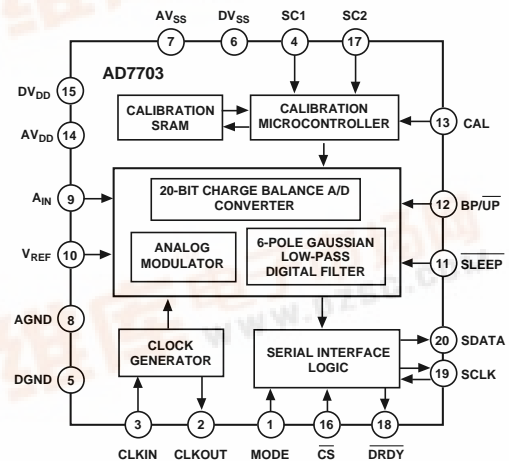 AVSS DVSS SC1 SC2
7 6 4 17
AD7703
DVDD 15
AVDD 14
CALIBRATION
SRAM
CALIBRATION
MICROCONTROLLER
13 CAL
AIN 9
20-BIT CHARGE BALANCE A/D
CONVERTER
12 BP/UP
VREF 10
ANALOG
MODULATOR
6-POLE GAUSSIAN
LOW-PASS
DIGITAL FILTER
11 SLEEP
AGND 8
CLOCK
GENERATOR
SERIAL INTERFACE
LOGIC
20 SDATA
19 SCLK
DGND 5
3 2 1 16 18
CLKIN CLKOUT MODE CS DRDY